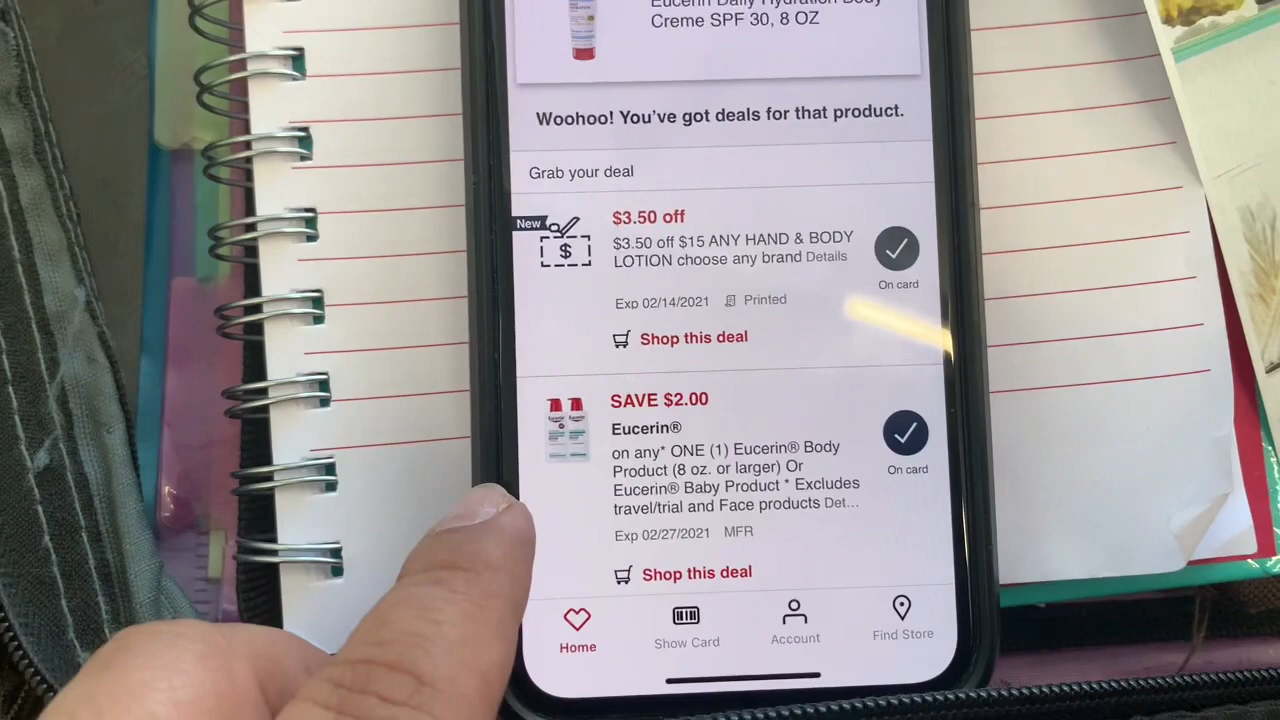 Eucerin Daily Hydration Body
Creme SPF 30, 8 OZ
Woohoo! You've got deals for that product.
Grab your deal
New
$
$3.50 off
$3.50 off $15 ANY HAND & BODY
LOTION choose any brand Details
On card
Exp 02/14/2021 Printed
Shop this deal
SAVE $2.00
Eucerin®
on any* ONE (1) Eucerin® Body
Product (8 oz. or larger) Or
Eucerin® Baby Product * Excludes
travel/trial and Face products Det...
On card
Exp 02/27/2021 MFR
Shop this deal
Home
Show Card
Account
Find Store